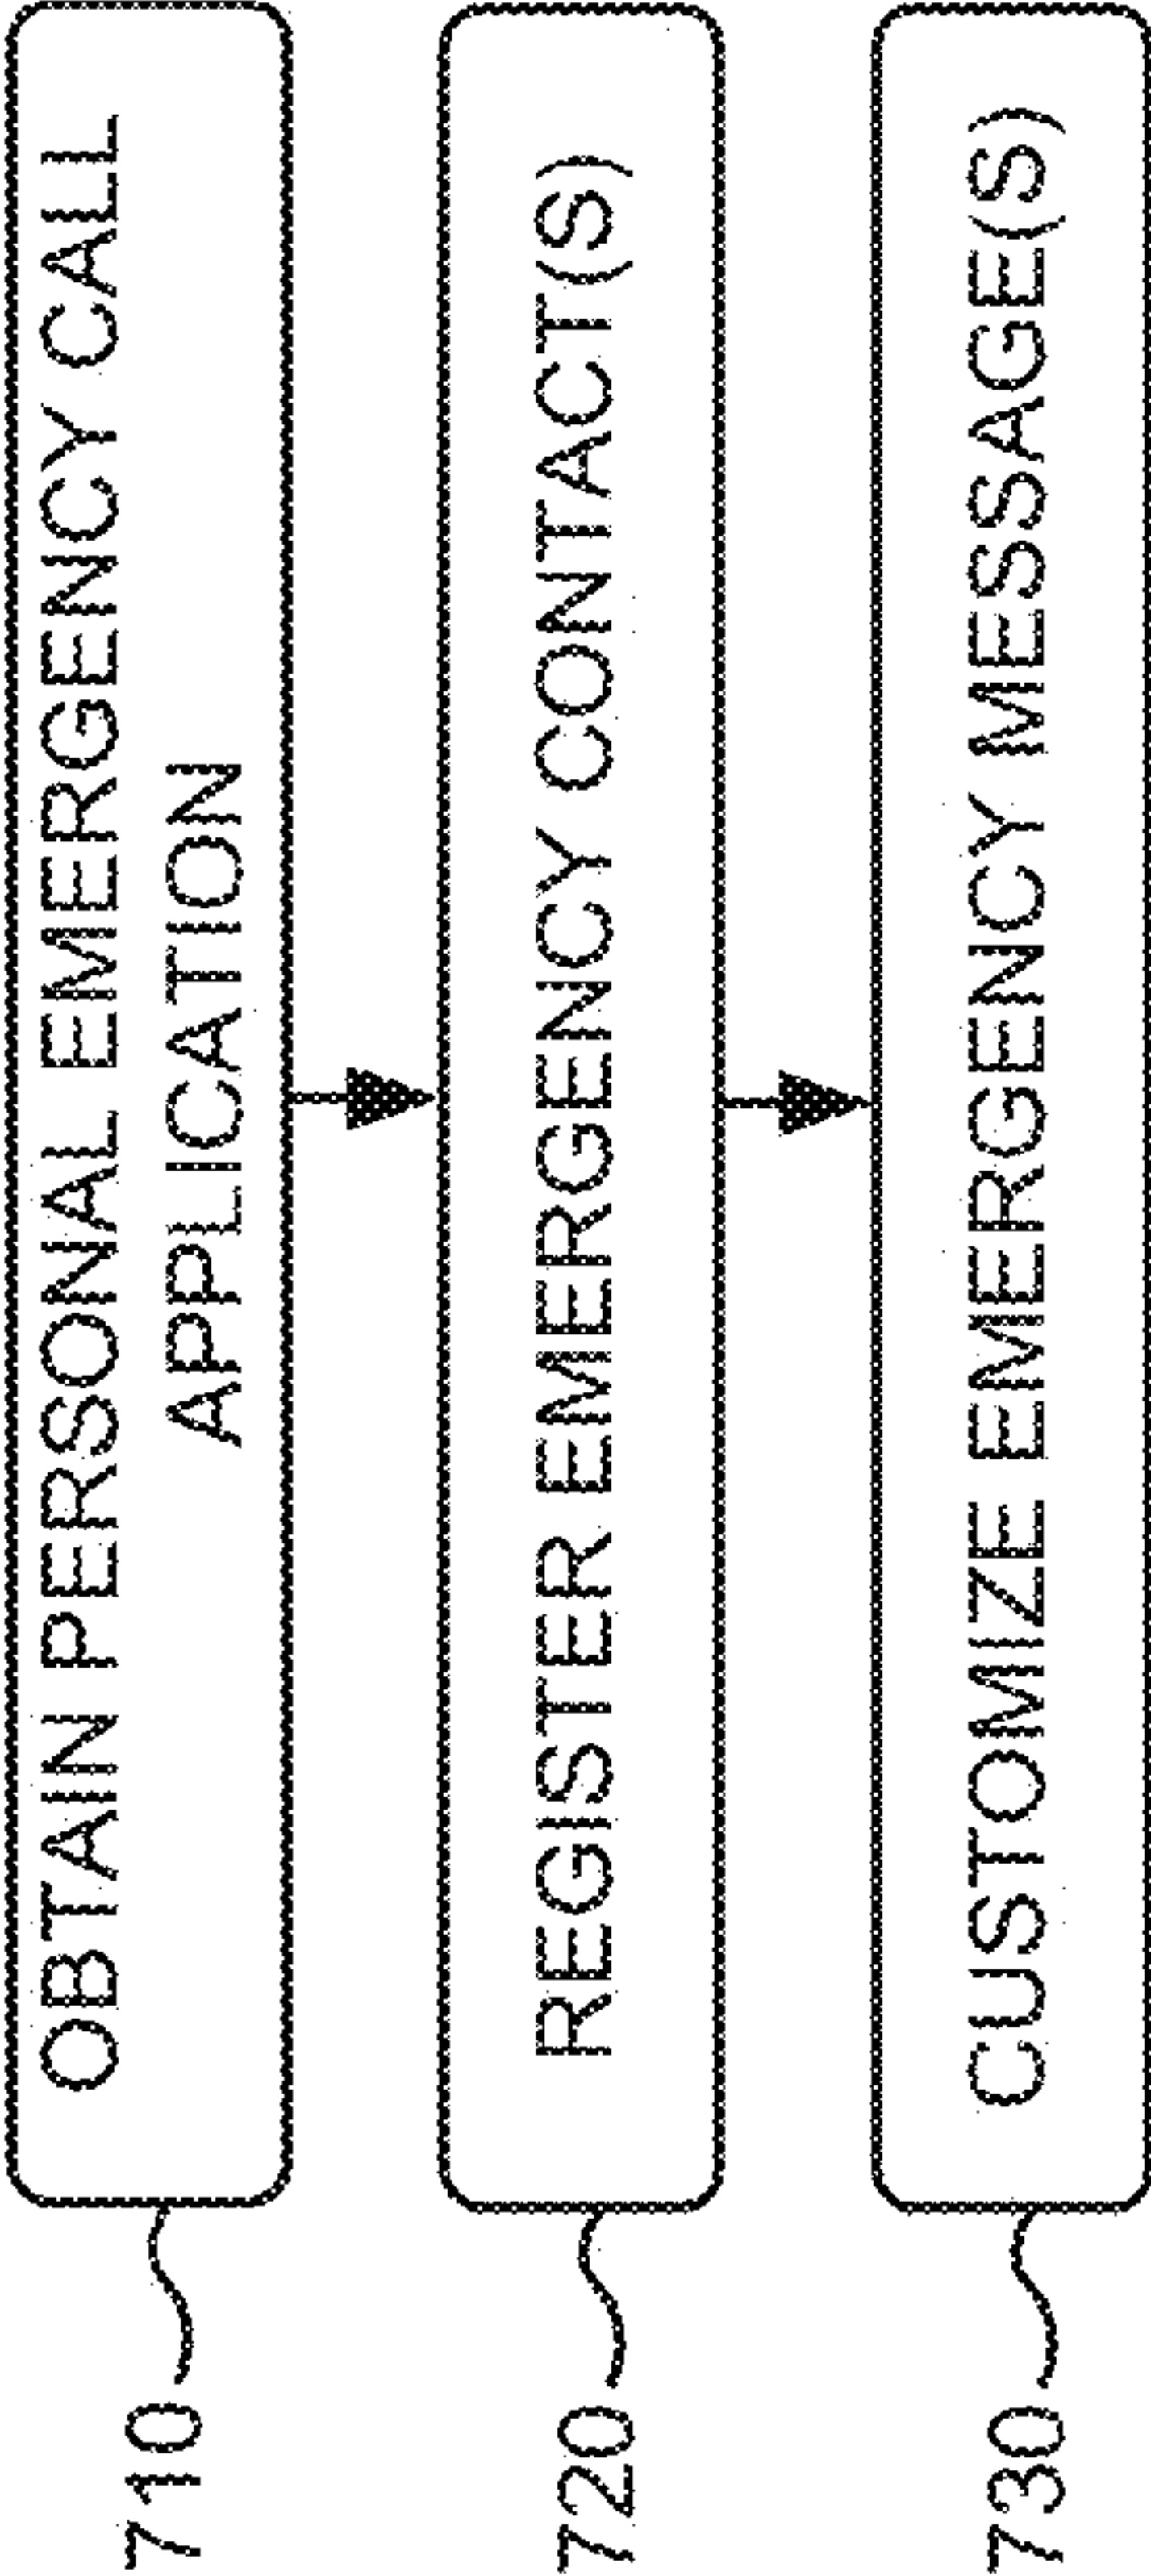 710
OBTAIN PERSONAL EMERGENCY CALL
APPLICATION
720
REGISTER EMERGENCY CONTACT(S)
730
CUSTOMIZE EMERGENCY MESSAGE(S)